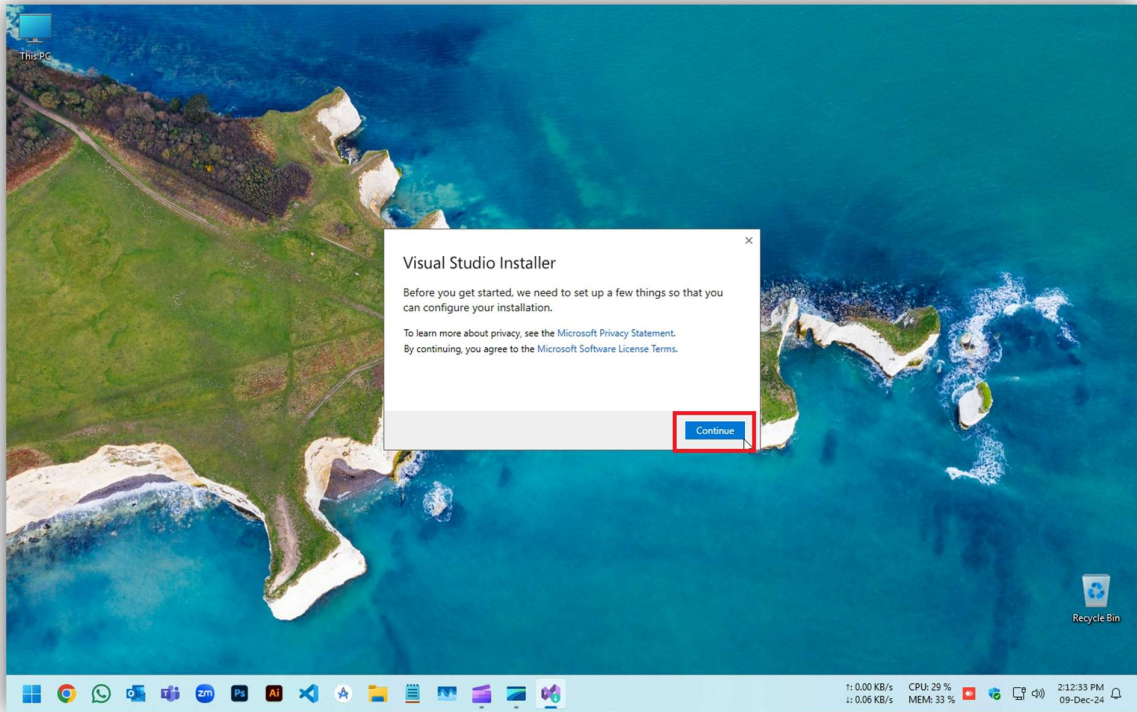 This PC
Visual Studio Installer
Before you get started, we need to set up a few things so that you
can configure your installation.
To learn more about privacy, see the Microsoft Privacy Statement.
By continuing, you agree to the Microsoft Software License Terms.
Continue
Recycle Bin
zm
Ps
Ai
↑: 0.00 KB/s
↓: 0.06 KB/s
CPU: 29 %
MEM: 33 %
2:12:33 PM
09-Dec-24